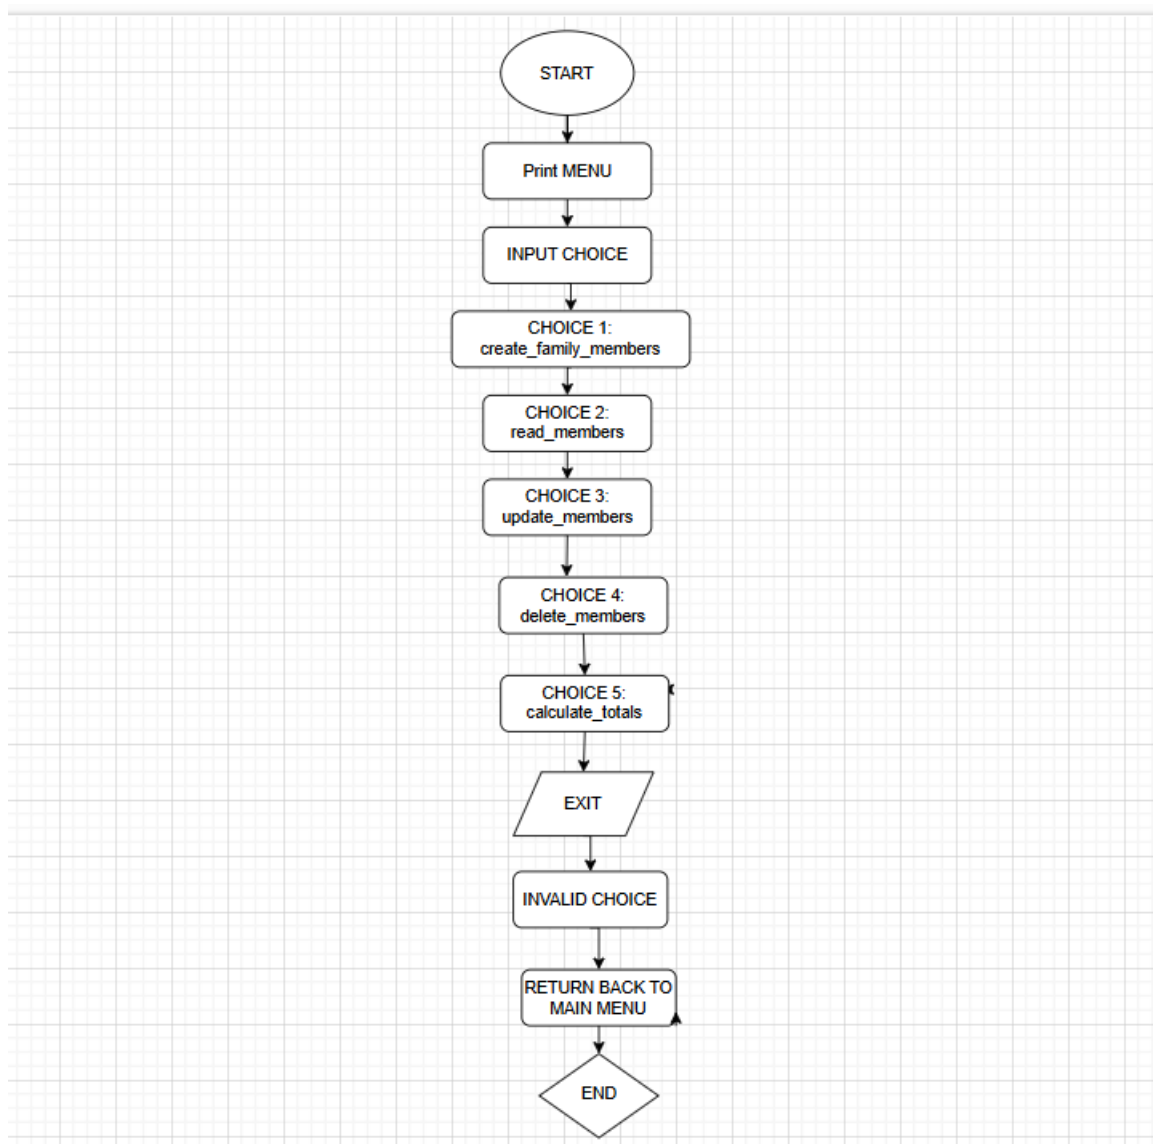 START
Print MENU
INPUT CHOICE
CHOICE 1:
create_family_members
CHOICE 2:
read_members
CHOICE 3:
update_members
CHOICE 4:
delete_members
CHOICE 5:
calculate_totals
EXIT
INVALID CHOICE
RETURN BACK TO
MAIN MENU
END